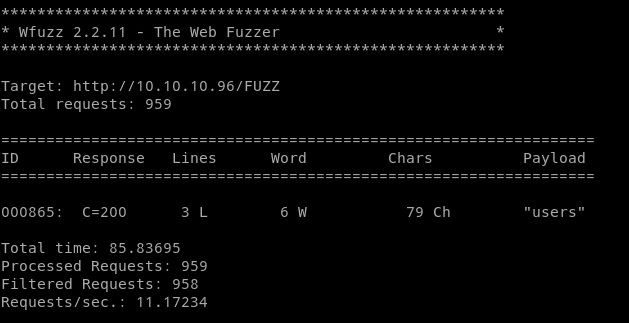 ********************************************************
* Wfuzz 2.2.11 - The Web Fuzzer                        *
********************************************************
Target: http://10.10.10.96/FUZZ
Total requests: 959
==================================================================
ID      Response   Lines      Word         Chars          Payload
==================================================================
000865:  C=200      3 L        6 W           79 Ch        "users"
Total time: 85.83695
Processed Requests: 959
Filtered Requests: 958
Requests/sec.: 11.17234